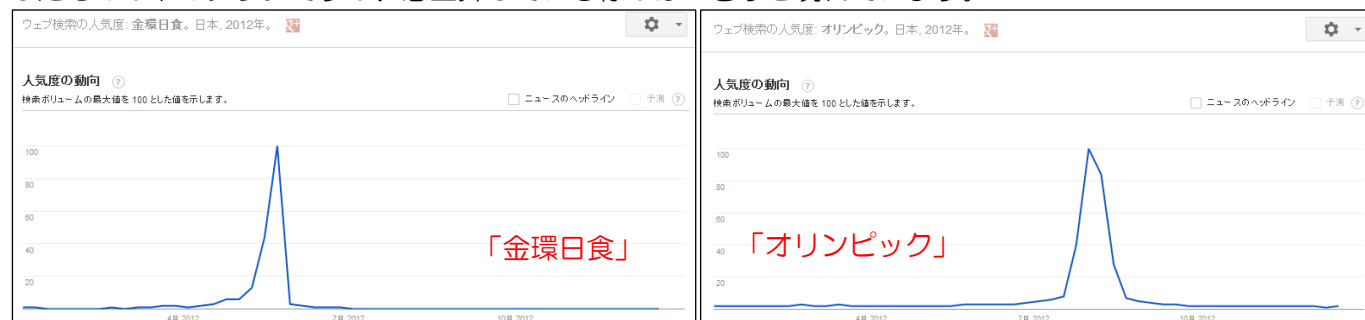 ウェブ検索の人気度: 金環日食。日本, 2012年。
人気度の動向 ?
検索ボリュームの最大値を 100 とした値を示します。
ニュースのヘッドライン 予測 ?
100
80
60
40
20
「金環日食」
4月 2012 7月 2012 10月 2012
ウェブ検索の人気度: オリンピック。日本, 2012年。
人気度の動向 ?
検索ボリュームの最大値を 100 とした値を示します。
ニュースのヘッドライン 予測 ?
100
80
60
40
20
「オリンピック」
4月 2012 7月 2012 10月 2012